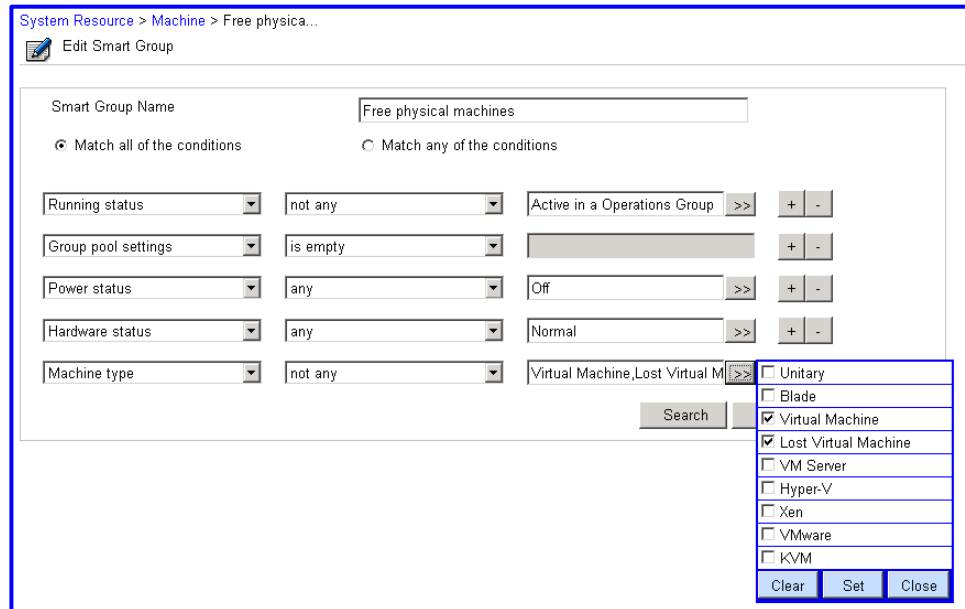 System Resource > Machine > Free physica...
Edit Smart Group
Smart Group Name Free physical machines
Match all of the conditions Match any of the conditions
Running status not any Active in a Operations Group >> + -
Group pool settings is empty + -
Power status any Off >> + -
Hardware status any Normal >> + -
Machine type not any Virtual Machine,Lost Virtual M >>
Unitary
Blade
Search
Virtual Machine
Lost Virtual Machine
VM Server
Hyper-V
Xen
VMware
KVM
Clear Set Close